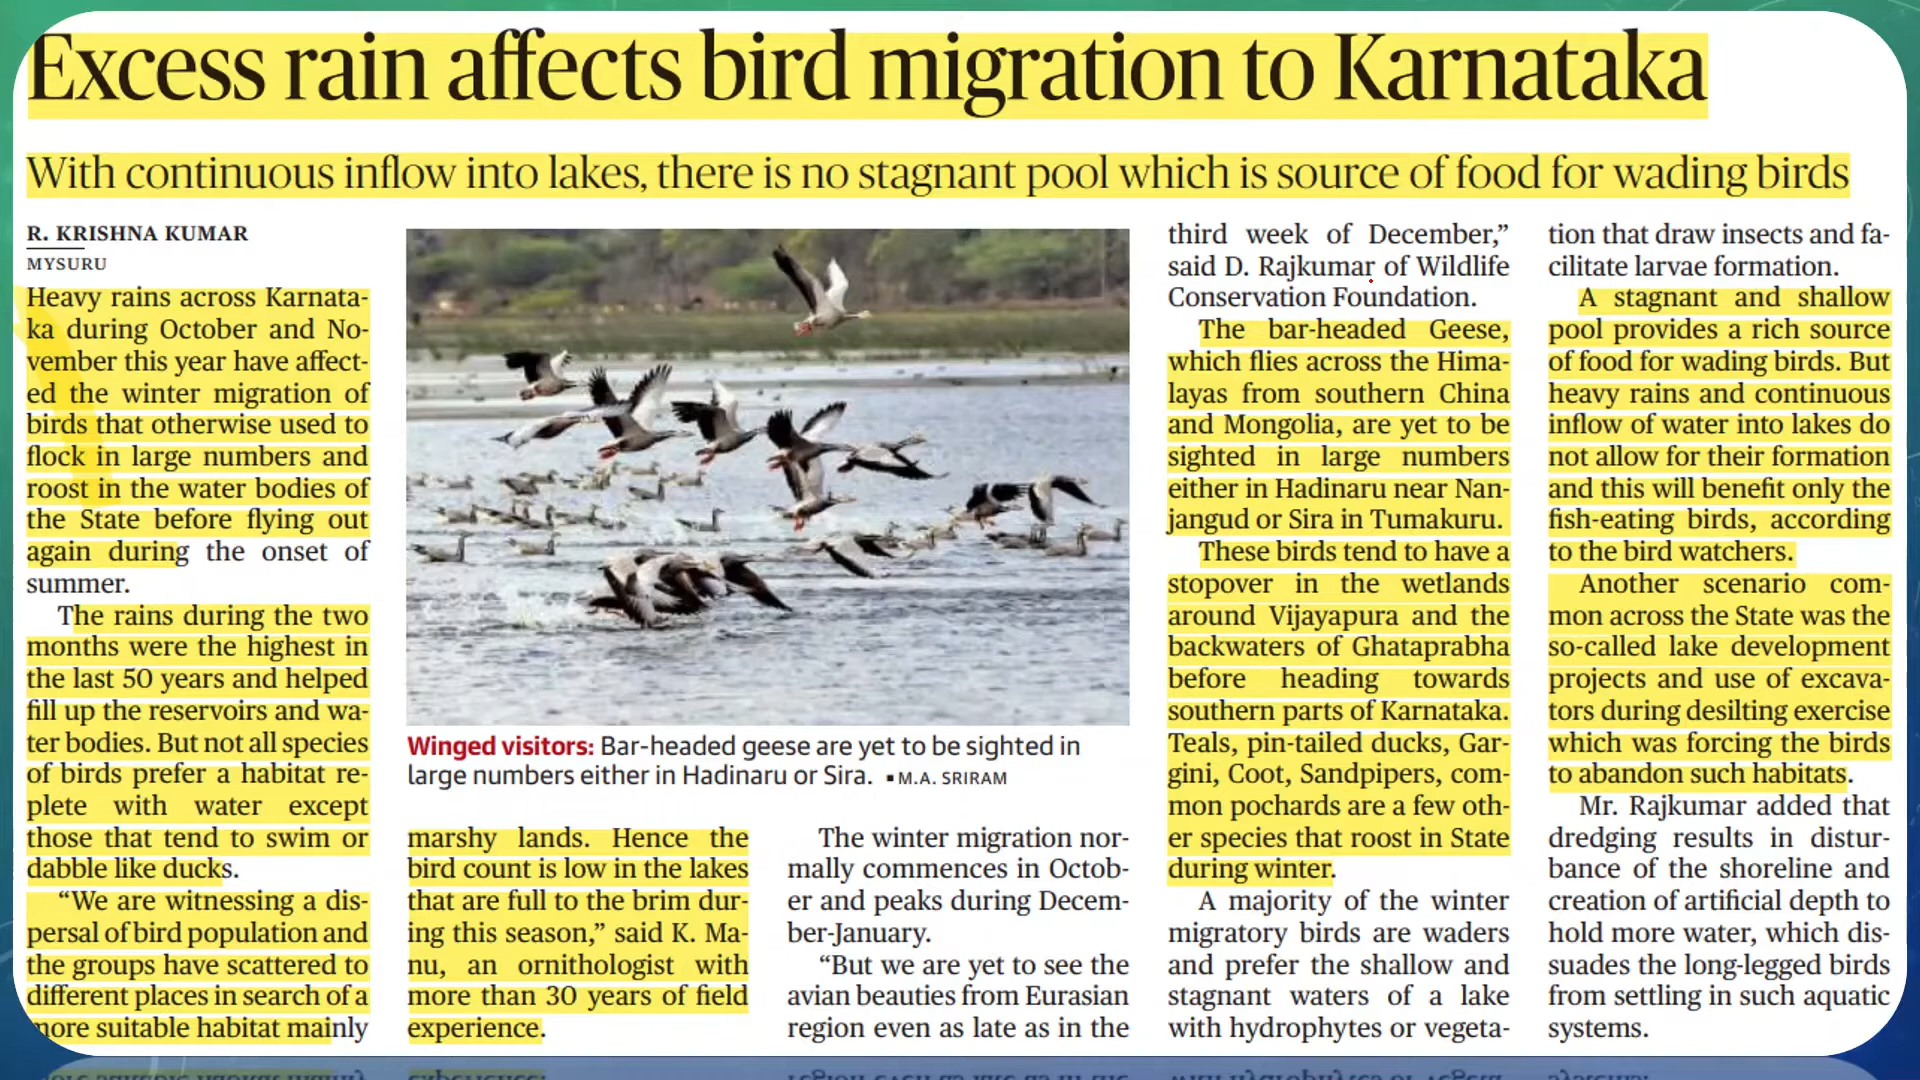 Excess rain affects bird migration to Karnataka
With continuous inflow into lakes, there is no stagnant pool which is source of food for wading birds
R. KRISHNA KUMAR
MYSURU
Heavy rains across Karnata-
ka during October and No-
vember this year have affect-
ed the winter migration of
birds that otherwise used to
flock in large numbers and
roost in the water bodies of
the State before flying out
again during the onset of
summer.
The rains during the two
months were the highest in
the last 50 years and helped
fill up the reservoirs and wa-
ter bodies. But not all species
of birds prefer a habitat re-
plete with water except
those that tend to swim or
dabble like ducks.
“We are witnessing a dis-
persal of bird population and
the groups have scattered to
different places in search of a
more suitable habitat mainly
Winged visitors: Bar-headed geese are yet to be sighted in
large numbers either in Hadinaru or Sira. ▪ M.A. SRIRAM
marshy lands. Hence the
bird count is low in the lakes
that are full to the brim dur-
ing this season,” said K. Ma-
nu, an ornithologist with
more than 30 years of field
experience.
The winter migration nor-
mally commences in Octob-
er and peaks during Decem-
ber-January.
“But we are yet to see the
avian beauties from Eurasian
region even as late as in the
third week of December,”
said D. Rajkumar of Wildlife
Conservation Foundation.
The bar-headed Geese,
which flies across the Hima-
layas from southern China
and Mongolia, are yet to be
sighted in large numbers
either in Hadinaru near Nan-
jangud or Sira in Tumakuru.
These birds tend to have a
stopover in the wetlands
around Vijayapura and the
backwaters of Ghataprabha
before heading towards
southern parts of Karnataka.
Teals, pin-tailed ducks, Gar-
gini, Coot, Sandpipers, com-
mon pochards are a few oth-
er species that roost in State
during winter.
A majority of the winter
migratory birds are waders
and prefer the shallow and
stagnant waters of a lake
with hydrophytes or vegeta-
tion that draw insects and fa-
cilitate larvae formation.
A stagnant and shallow
pool provides a rich source
of food for wading birds. But
heavy rains and continuous
inflow of water into lakes do
not allow for their formation
and this will benefit only the
fish-eating birds, according
to the bird watchers.
Another scenario com-
mon across the State was the
so-called lake development
projects and use of excava-
tors during desilting exercise
which was forcing the birds
to abandon such habitats.
Mr. Rajkumar added that
dredging results in distur-
bance of the shoreline and
creation of artificial depth to
hold more water, which dis-
suades the long-legged birds
from settling in such aquatic
systems.